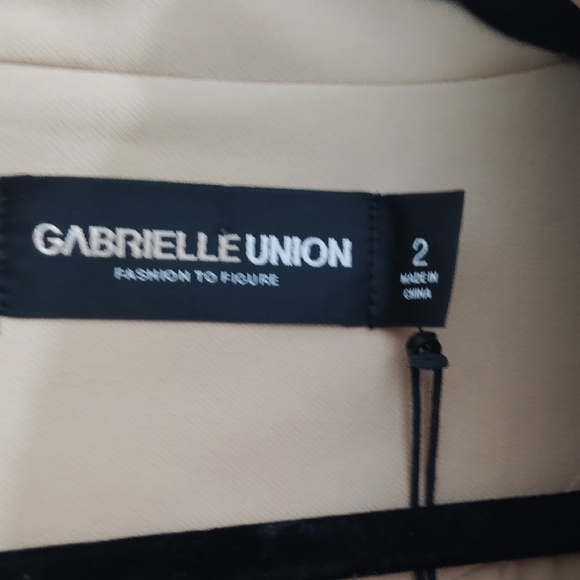 GABRIELLE UNION
FASHION TO FIGURE
2
MADE IN
CHINA